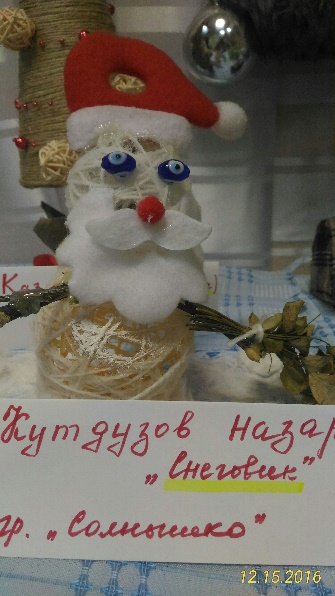 Кутдузов Назар
„Снеговик"
гр. „Солнышко"
12.15.2016